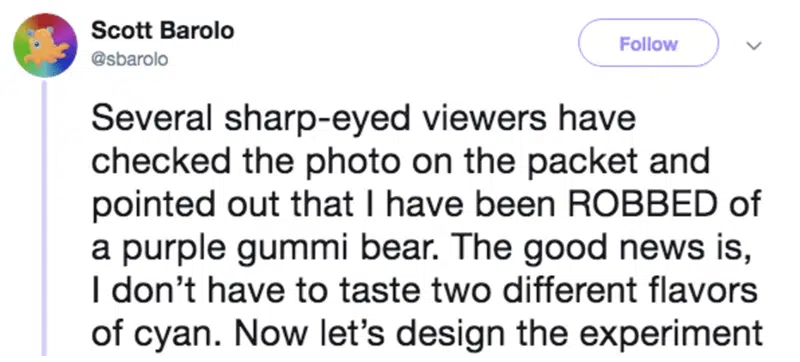 Scott Barolo
@sbarolo
Follow
Several sharp-eyed viewers have
checked the photo on the packet and
pointed out that I have been ROBBED of
a purple gummi bear. The good news is,
I don’t have to taste two different flavors
of cyan. Now let’s design the experiment